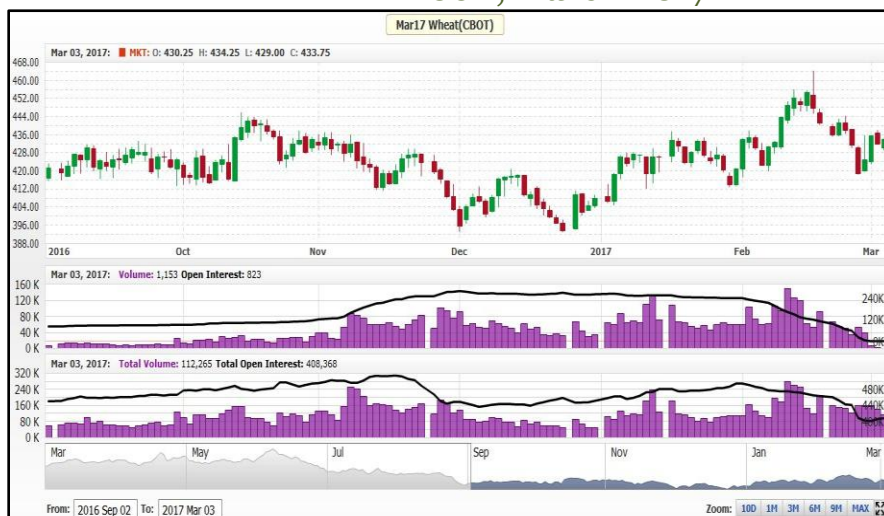 Mar17 Wheat(CBOT)
Mar 03, 2017: MKT: O: 430.25 H: 434.25 L: 429.00 C: 433.75
468.00
460.00
452.00
444.00
436.00
428.00
420.00
412.00
404.00
396.00
388.00
2016 Oct Nov Dec 2017 Feb Mar
Mar 03, 2017: Volume: 1,153 Open Interest: 823
160 K
120 K 240K
80 K
40 K 120K
0 K
Mar 03, 2017: Total Volume: 112,265 Total Open Interest: 408,368
320 K
240 K 480K
160 K 440K
80 K
0 K
Mar May Jul Sep Nov Jan Mar
From: 2016 Sep 02 To: 2017 Mar 03 Zoom: 10D 1M 3M 6M 9M MAX